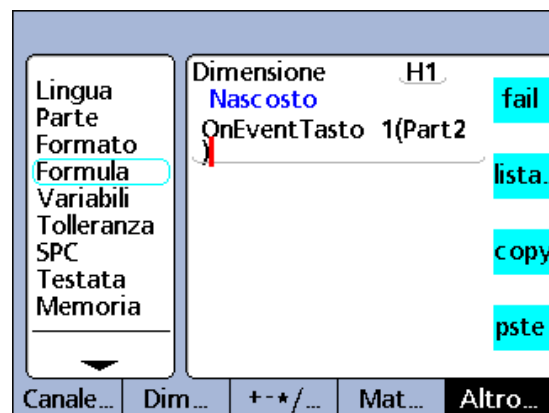 Lingua
Parte
Formato
Formula
Variabili
Tolleranza
SPC
Testata
Memoria
Dimensione H1
Nascosto
OnEventTasto 1(Part2
)
fail
lista.
copy
pste
Canale... Dim... +-*/... Mat... Altro...